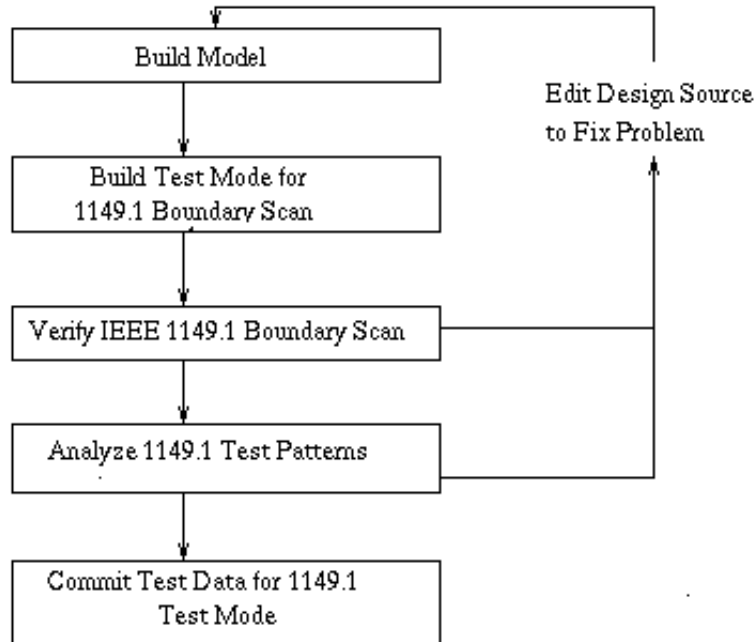 Build Model
Edit Design Source
to Fix Problem
Build Test Mode for
1149.1 Boundary Scan
Verify IEEE 1149.1 Boundary Scan
Analyze 1149.1 Test Patterns
Commit Test Data for 1149.1
Test Mode